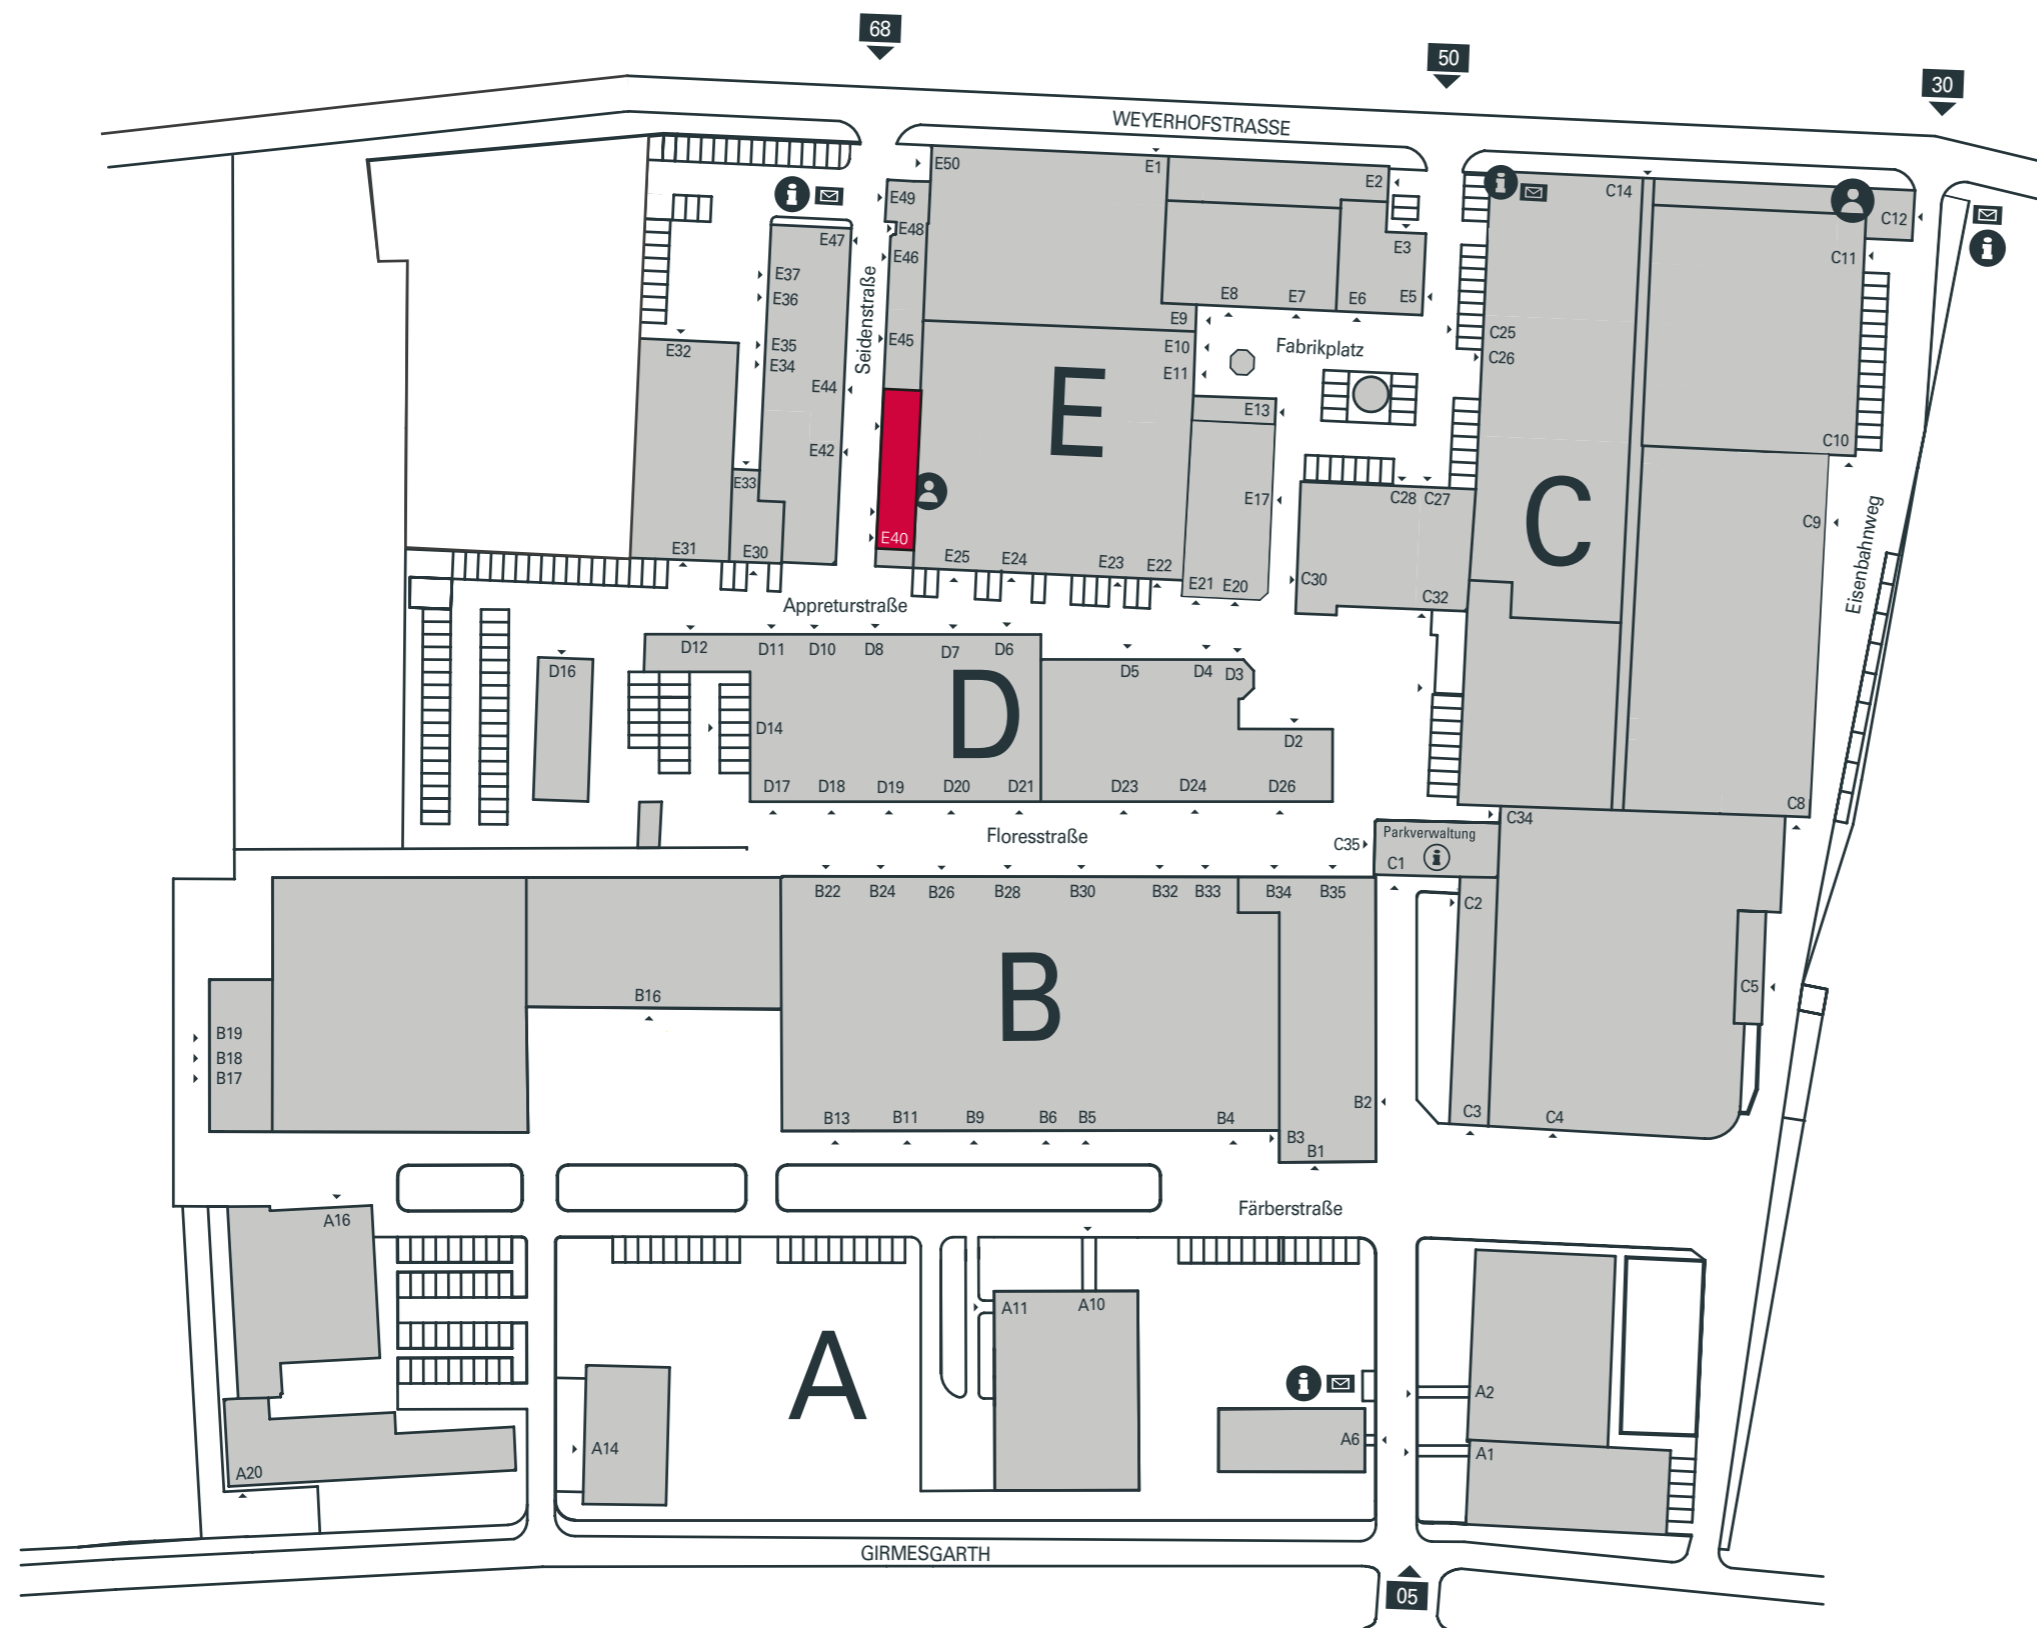 68
50
30
WEYERHOFSTRASSE
E50
E1
E2
C14
C12
E49
E48
E47
E46
E3
C11
E37
E36
E8
E7
E6
E5
Seidenstraße
E9
E45
E10
E11
Fabrikplatz
C25
C26
E32
E35
E34
E44
E
E13
E42
C10
E33
E17
C28
C27
C
C9
E40
E31
E30
E25
E24
E23
E22
E21
E20
C30
C32
Eisenbahnweg
Appreturstraße
D12
D11
D10
D8
D7
D6
D16
D5
D4
D3
D
D14
D2
D17
D18
D19
D20
D21
D23
D24
D26
C8
C34
Floresstraße
C35
Parkverwaltung
C1
B22
B24
B26
B28
B30
B32
B33
B34
B35
C2
B
B16
C5
B19
B18
B17
B13
B11
B9
B6
B5
B4
B2
B3
B1
C3
C4
Färberstraße
A16
A11
A10
A
A2
A14
A6
A1
A20
GIRMESGARTH
05